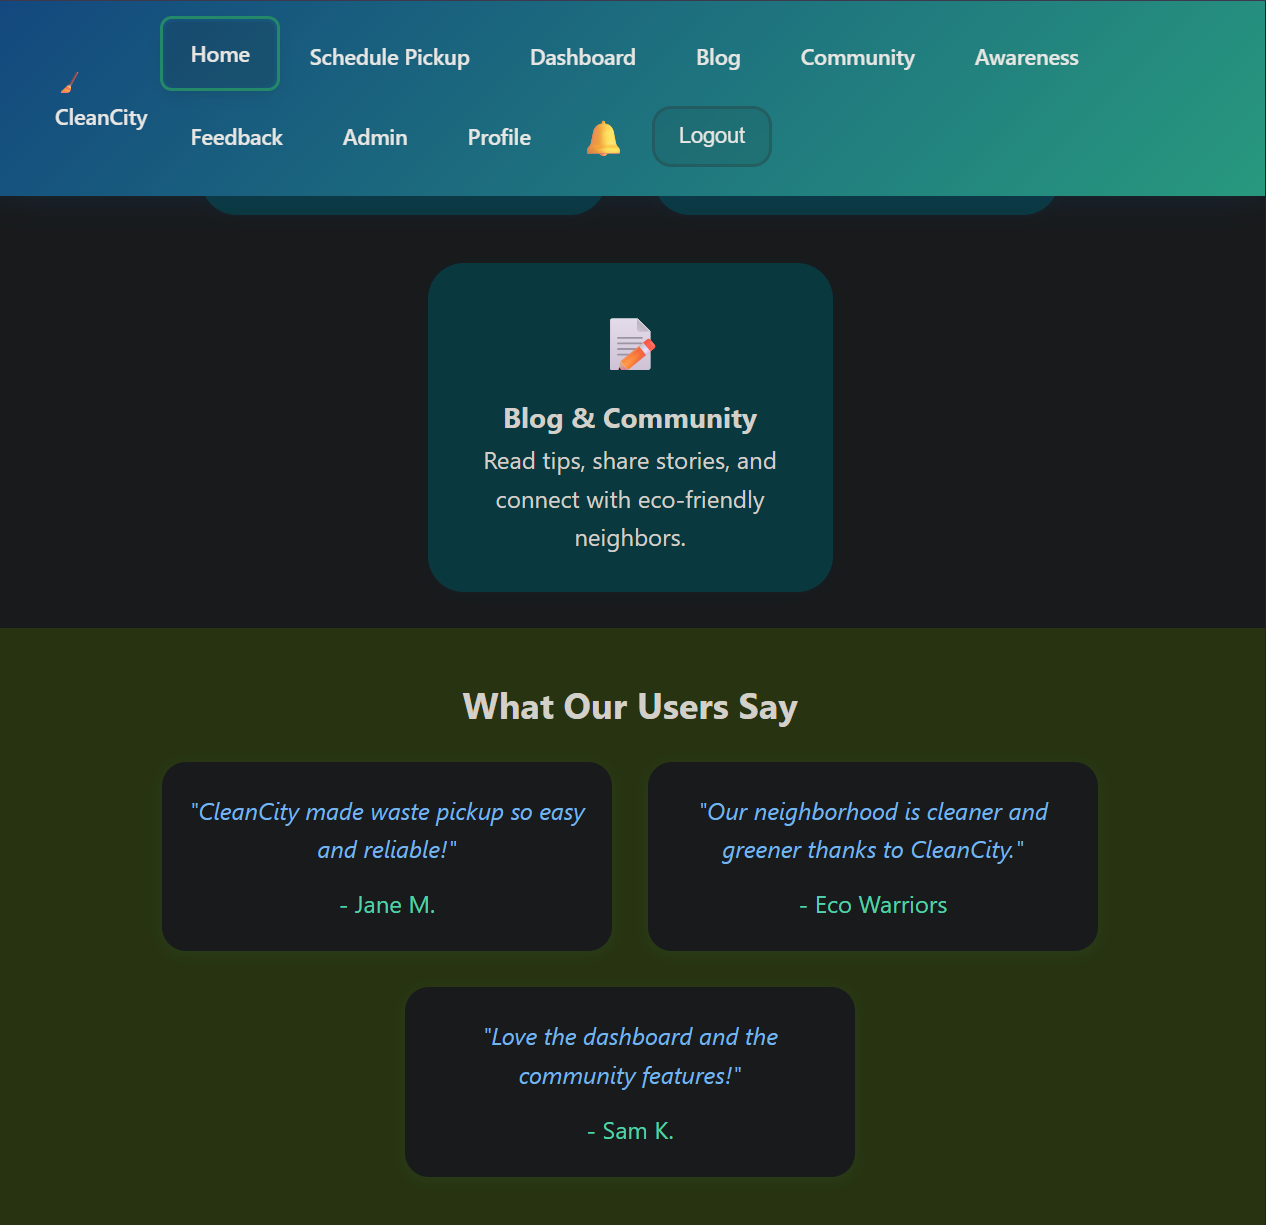 Home
Schedule Pickup
Dashboard
Blog
Community
Awareness
CleanCity
Feedback
Admin
Profile
Logout
Blog & Community
Read tips, share stories, and
connect with eco-friendly
neighbors.
What Our Users Say
"CleanCity made waste pickup so easy
and reliable!"
- Jane M.
"Our neighborhood is cleaner and
greener thanks to CleanCity."
- Eco Warriors
"Love the dashboard and the
community features!"
- Sam K.